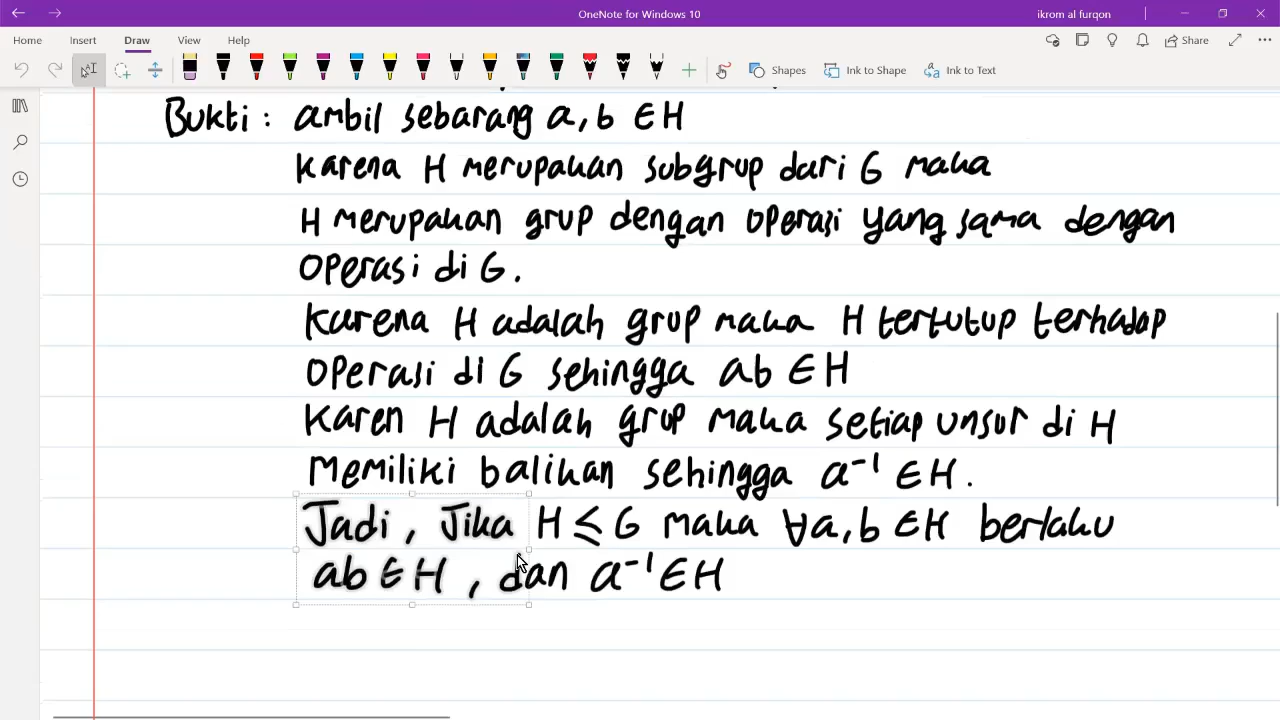 OneNote for Windows 10
ikrom al furqon
Home Insert Draw View Help
Share
Shapes Ink to Shape Ink to Text
Bukti : ambil sebarang a, b ∈ H
Karena H merupakan subgrup dari G maka
H merupakan grup dengan operasi yang sama dengan
operasi di G.
Karena H adalah grup maka H tertutup terhadap
operasi di G sehingga ab ∈ H
Karen H adalah grup maka setiap unsur di H
memiliki balikan sehingga a⁻¹ ∈ H.
Jadi, Jika H ≤ G maka ∀a, b ∈ H berlaku
ab ∈ H , dan a⁻¹ ∈ H